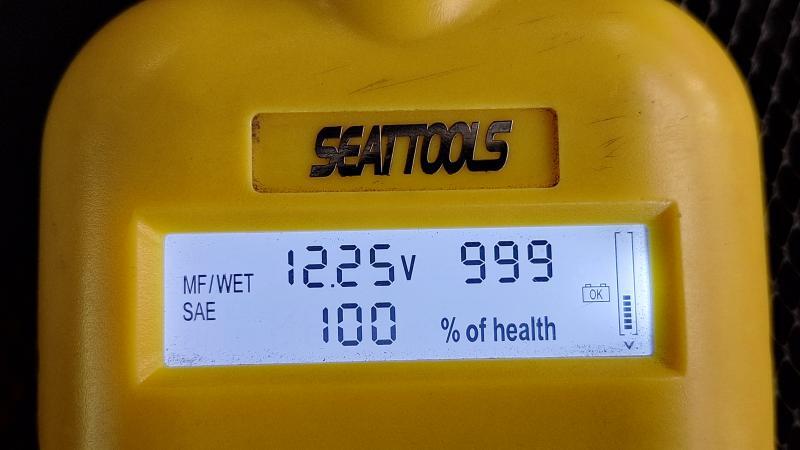 SEATTOOLS
MF/WET 12.25V 999
SAE 100 % of health
OK